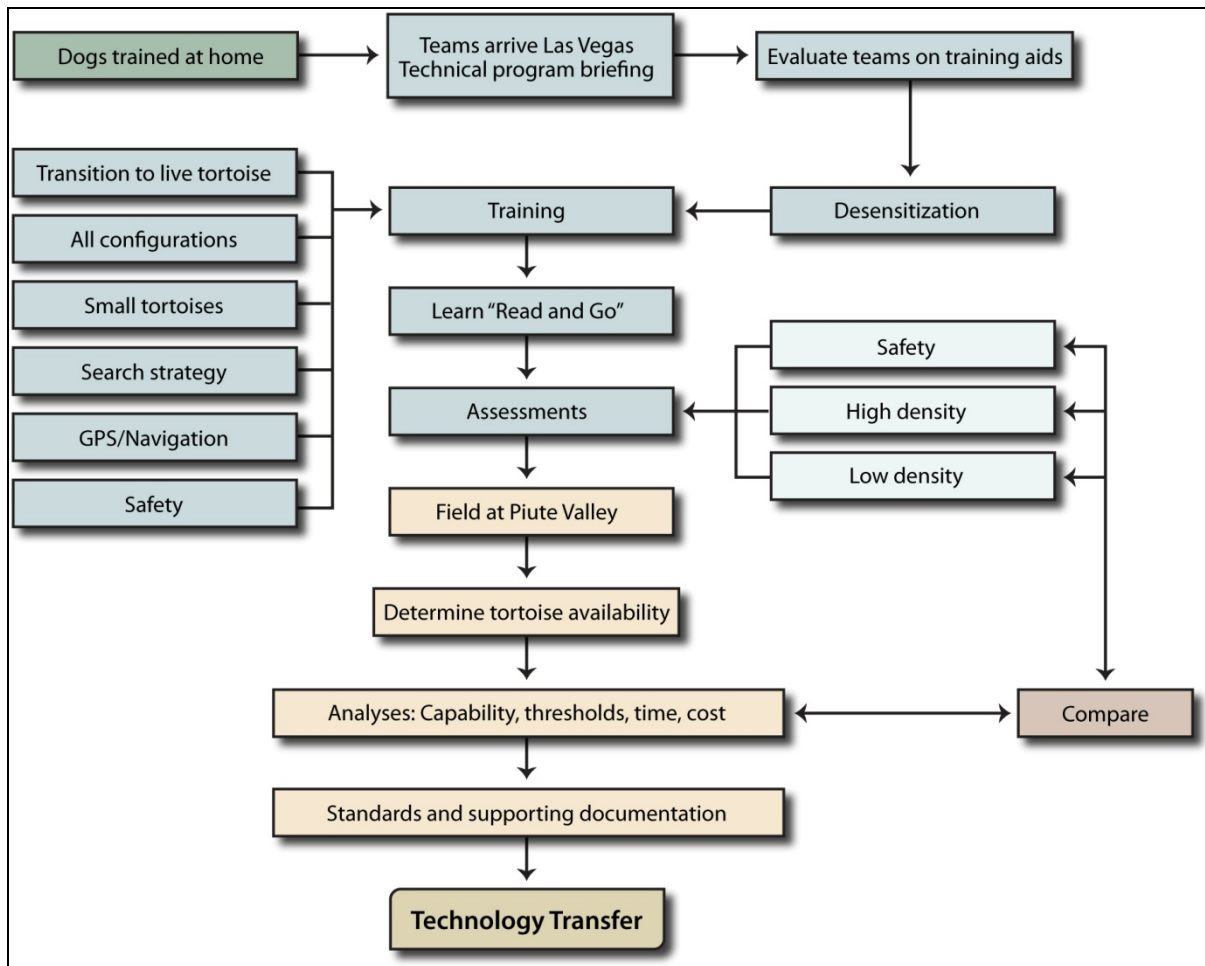 Dogs trained at home
Teams arrive Las Vegas
Technical program briefing
Evaluate teams on training aids
Transition to live tortoise
All configurations
Small tortoises
Search strategy
GPS/Navigation
Safety
Training
Desensitization
Learn “Read and Go”
Assessments
Safety
High density
Low density
Field at Piute Valley
Determine tortoise availability
Analyses: Capability, thresholds, time, cost
Compare
Standards and supporting documentation
Technology Transfer